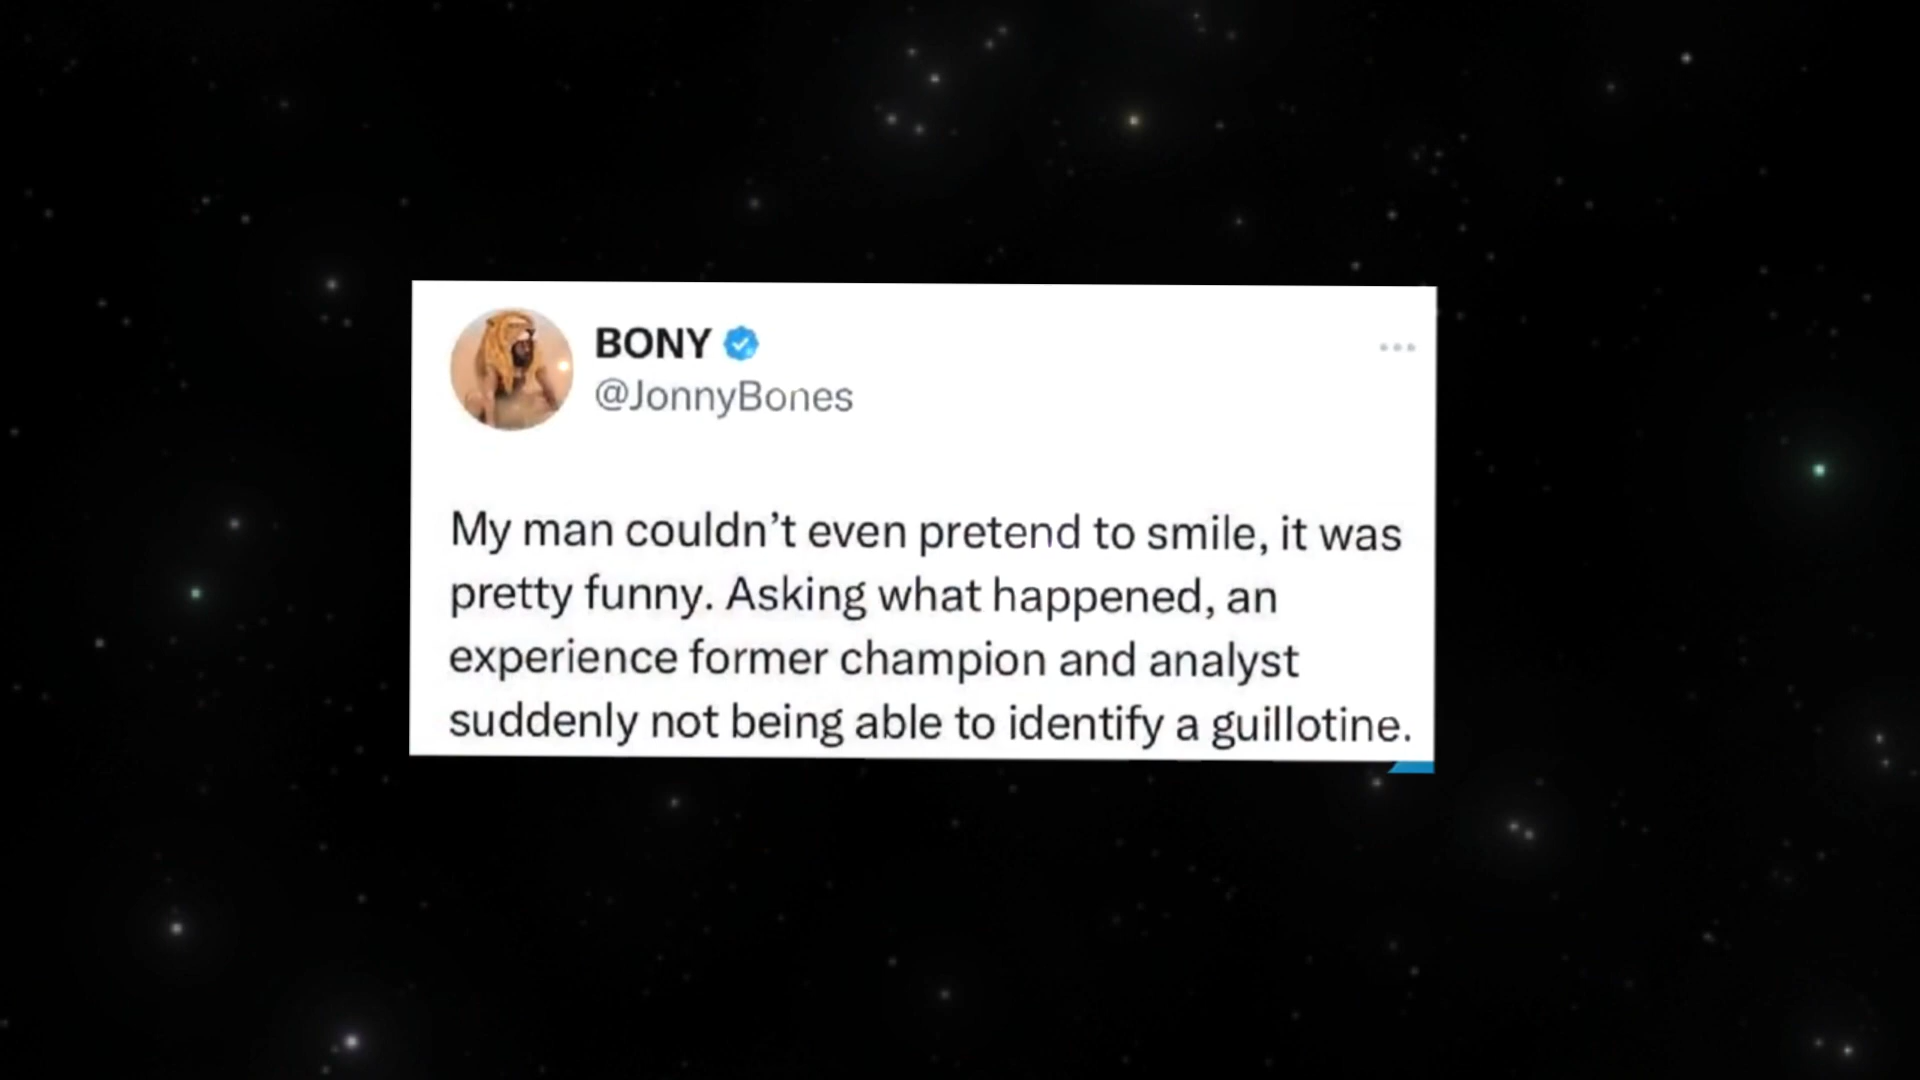 BONY
@JonnyBones
My man couldn’t even pretend to smile, it was
pretty funny. Asking what happened, an
experience former champion and analyst
suddenly not being able to identify a guillotine.